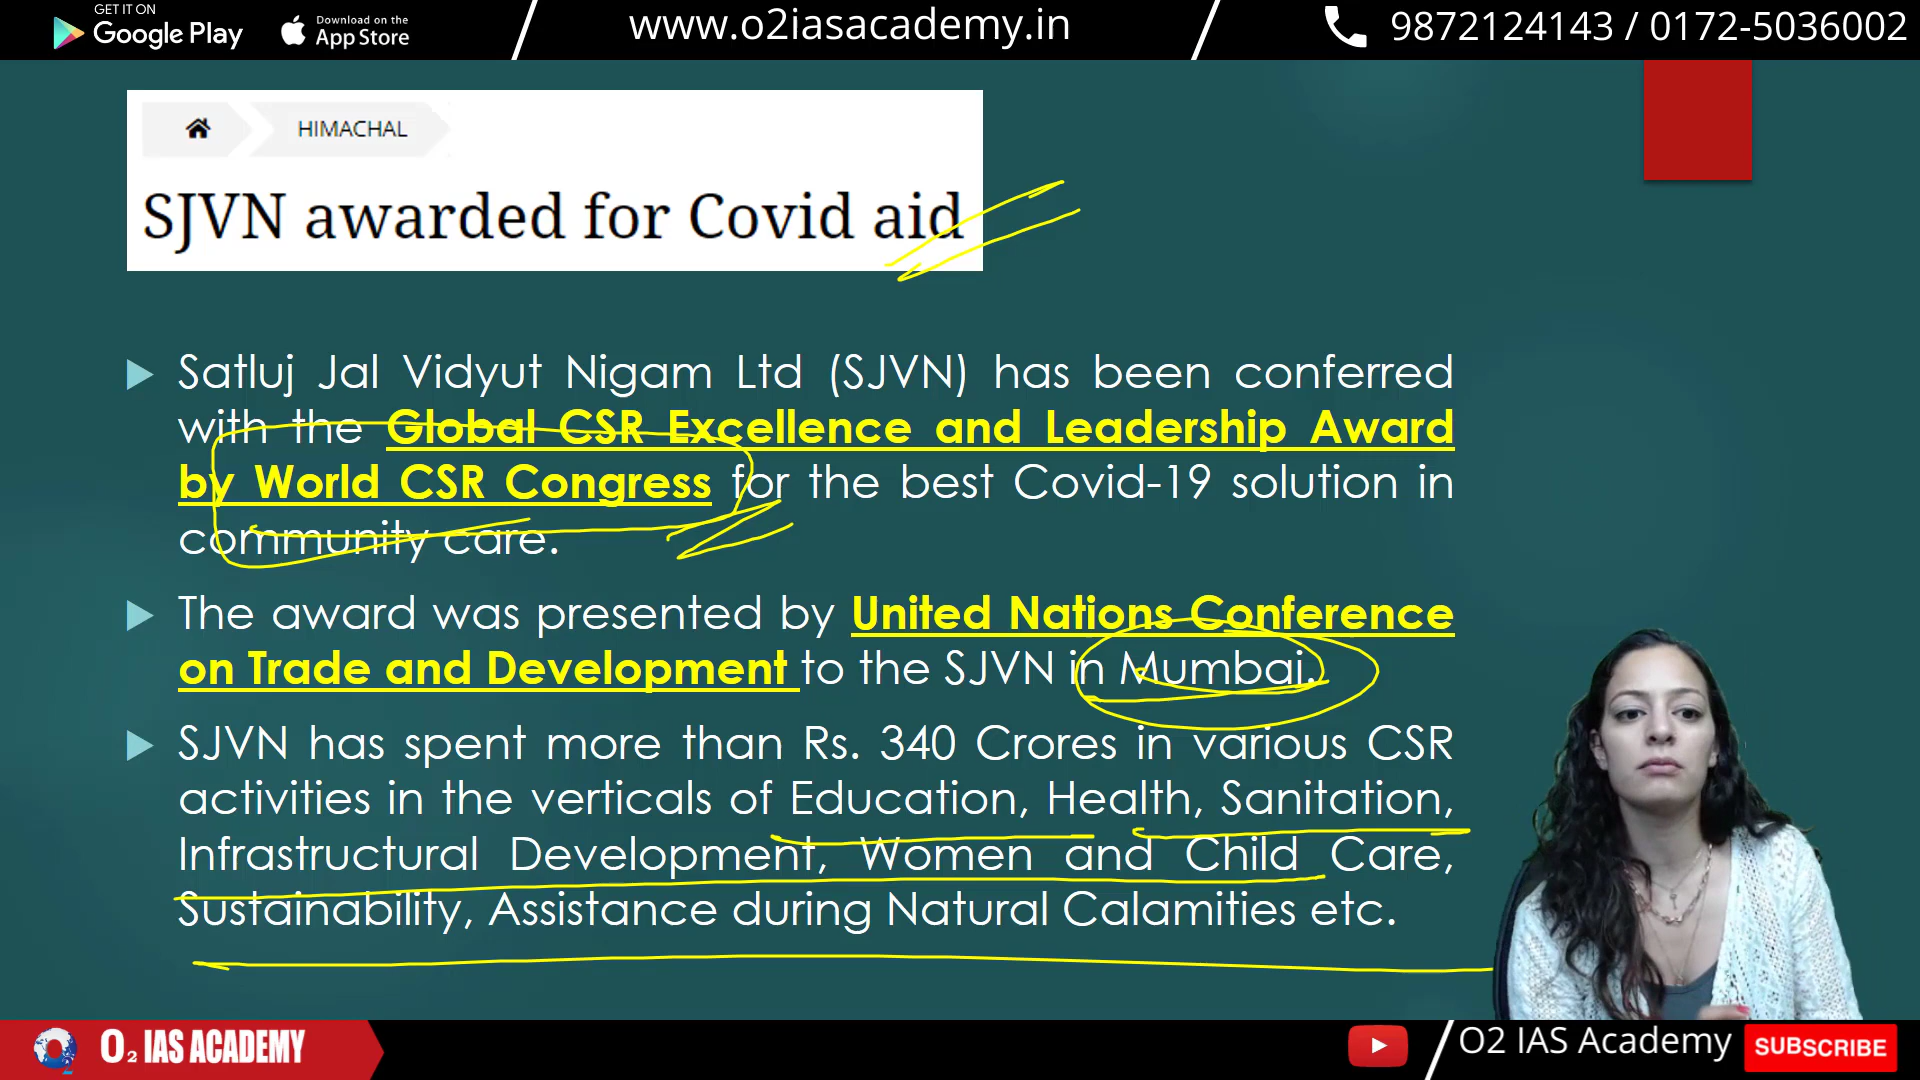 GET IT ON
Google Play
Download on the
App Store
www.o2iasacademy.in
9872124143 / 0172-5036002
HIMACHAL
SJVN awarded for Covid aid
Satluj Jal Vidyut Nigam Ltd (SJVN) has been conferred
with the Global CSR Excellence and Leadership Award
by World CSR Congress for the best Covid-19 solution in
community care.
The award was presented by United Nations Conference
on Trade and Development to the SJVN in Mumbai.
SJVN has spent more than Rs. 340 Crores in various CSR
activities in the verticals of Education, Health, Sanitation,
Infrastructural Development, Women and Child Care,
Sustainability, Assistance during Natural Calamities etc.
O2 IAS ACADEMY
O2 IAS Academy
SUBSCRIBE